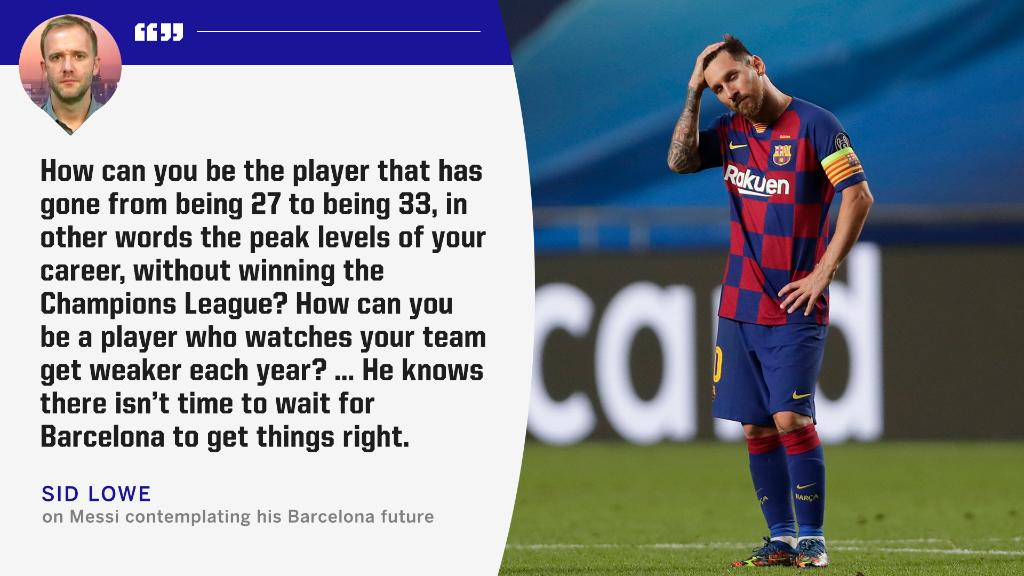 How can you be the player that has
gone from being 27 to being 33, in
other words the peak levels of your
career, without winning the
Champions League? How can you
be a player who watches your team
get weaker each year? ... He knows
there isn’t time to wait for
Barcelona to get things right.
SID LOWE
on Messi contemplating his Barcelona future
Rakuten
card
0
BARÇA